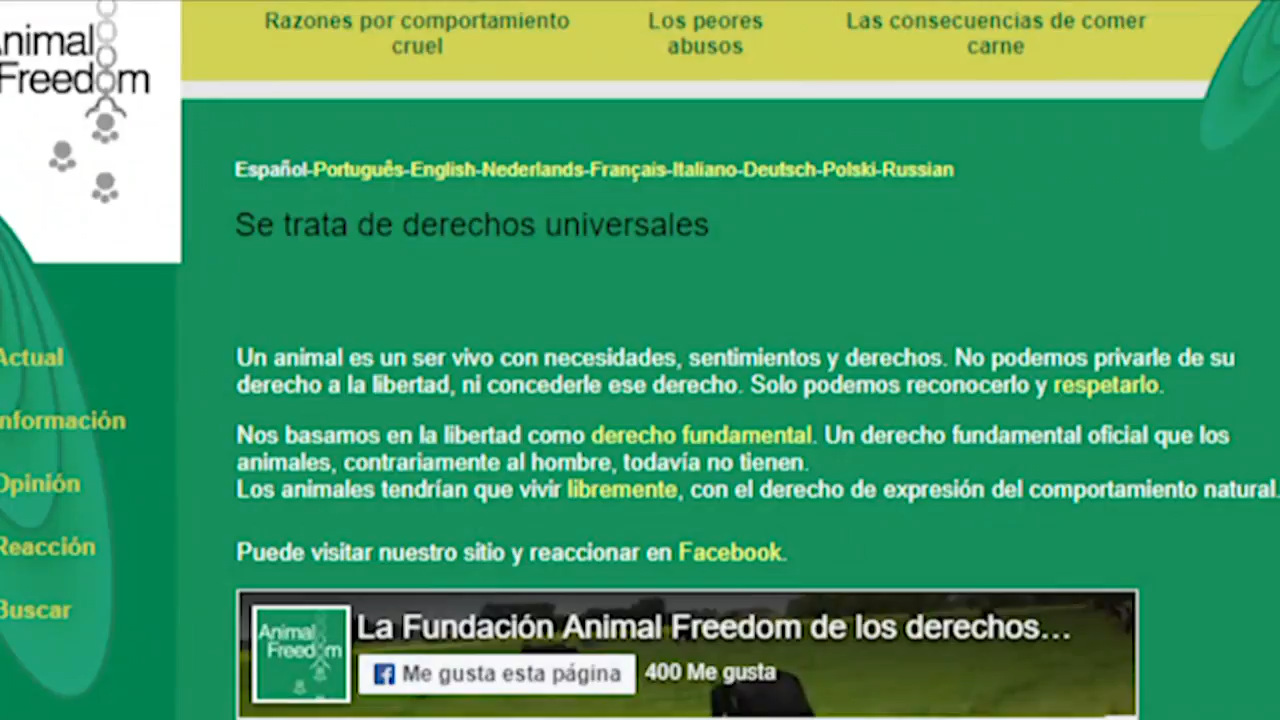 Animal
Freedom
Razones por comportamiento
cruel
Los peores
abusos
Las consecuencias de comer
carne
Español-Português-English-Nederlands-Français-Italiano-Deutsch-Polski-Russian
Se trata de derechos universales
Actual
Información
Opinión
Reacción
Buscar
Un animal es un ser vivo con necesidades, sentimientos y derechos. No podemos privarle de su
derecho a la libertad, ni concederle ese derecho. Solo podemos reconocerlo y respetarlo.
Nos basamos en la libertad como derecho fundamental. Un derecho fundamental oficial que los
animales, contrariamente al hombre, todavía no tienen.
Los animales tendrían que vivir libremente, con el derecho de expresión del comportamiento natural.
Puede visitar nuestro sitio y reaccionar en Facebook.
Animal
Freedom
La Fundación Animal Freedom de los derechos...
Me gusta esta página
400 Me gusta